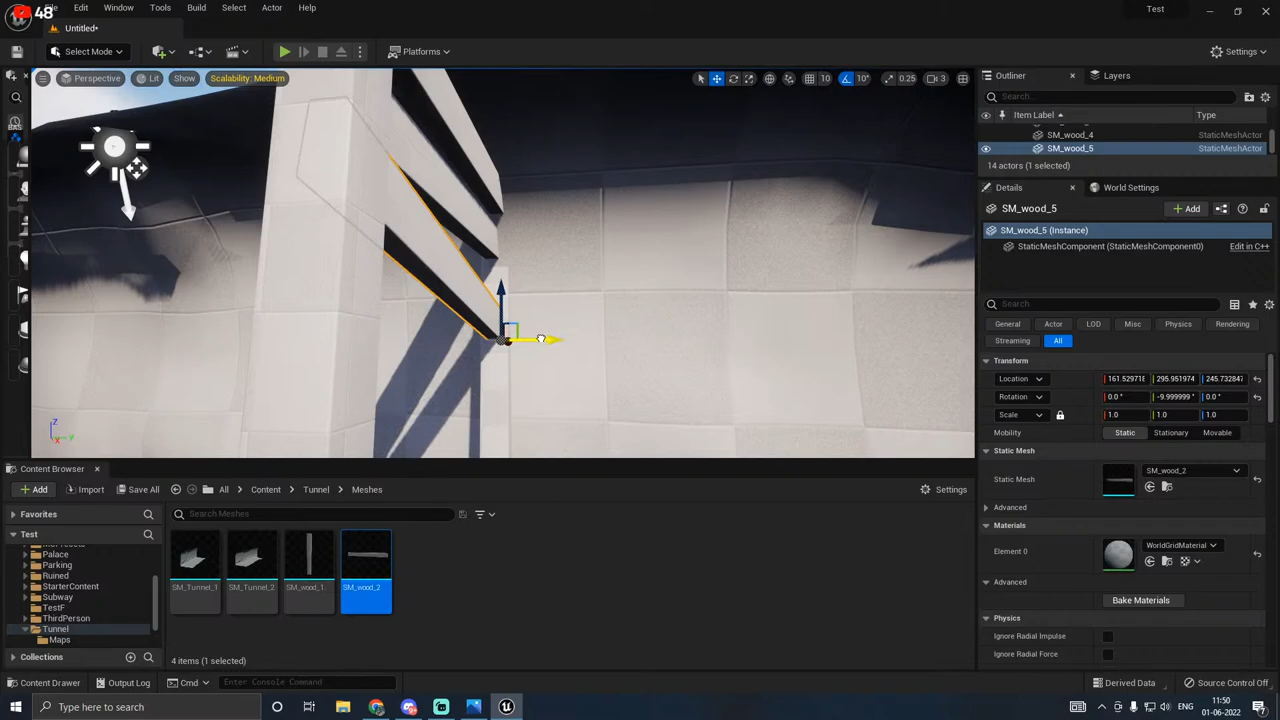 48
File Edit Window Tools Build Select Actor Help
Test
Untitled*
Select Mode
Platforms
Settings
Perspective Lit Show Scalability: Medium
10 10° 0.25 3
Outliner Layers
Search...
Item Label Type
SM_wood_4 StaticMeshActor
SM_wood_5 StaticMeshActor
14 actors (1 selected)
Details World Settings
SM_wood_5
Add
SM_wood_5 (Instance)
StaticMeshComponent (StaticMeshComponent0) Edit in C++
Search
General Actor LOD Misc Physics Rendering
Streaming All
Transform
Location 161.529718 295.951974 245.732847
Rotation 0.0 ° -9.999999 ° 0.0 °
Scale 1.0 1.0 1.0
Mobility Static Stationary Movable
Static Mesh
Static Mesh SM_wood_2
Advanced
Materials
Element 0 WorldGridMaterial
Advanced
Bake Materials
Physics
Ignore Radial Impulse
Ignore Radial Force
BAS
Z
X Y
Content Browser
Add Import Save All All Content Tunnel Meshes Settings
Favorites
Search Meshes
Test
Palace
Parking
Ruined
StarterContent
Subway
TestF
ThirdPerson
Tunnel
Maps
Collections
SM_Tunnel_1 SM_Tunnel_2 SM_wood_1 SM_wood_2
4 items (1 selected)
Content Drawer Output Log Cmd Enter Console Command
Derived Data Source Control Off
Type here to search
ENG
11:50
01-06-2022